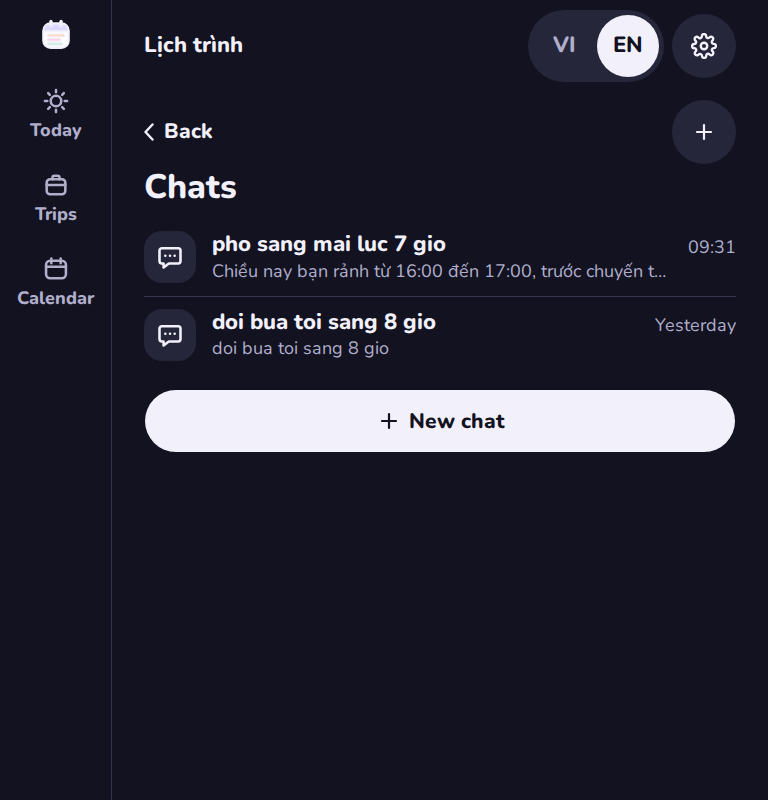 Lịch trình
VI
EN
Today
Trips
Calendar
Back
Chats
pho sang mai luc 7 gio
09:31
Chiều nay bạn rảnh từ 16:00 đến 17:00, trước chuyến t...
doi bua toi sang 8 gio
Yesterday
doi bua toi sang 8 gio
New chat